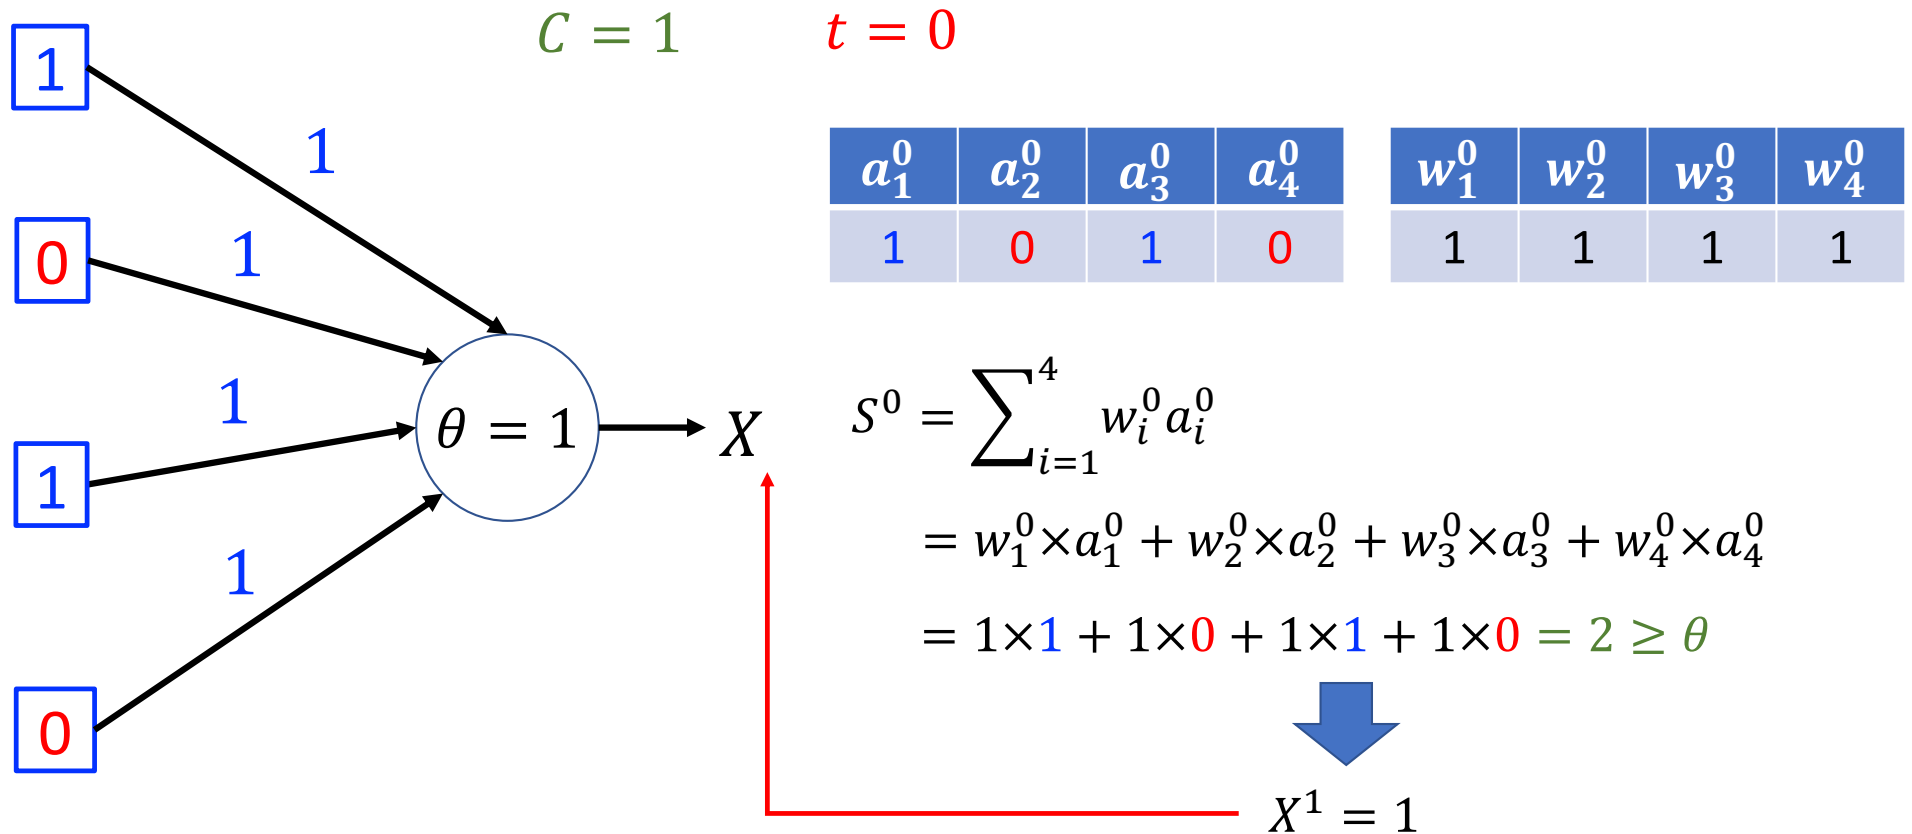 C = 1
t = 0
1
1
0
1
1
1
0
1
θ = 1
X
a₁⁰ a₂⁰ a₃⁰ a₄⁰
1 0 1 0
w₁⁰ w₂⁰ w₃⁰ w₄⁰
1 1 1 1
S⁰ = ∑ᵢ₌₁⁴ wᵢ⁰aᵢ⁰
= w₁⁰×a₁⁰ + w₂⁰×a₂⁰ + w₃⁰×a₃⁰ + w₄⁰×a₄⁰
= 1×1 + 1×0 + 1×1 + 1×0 = 2 ≥ θ
X¹ = 1